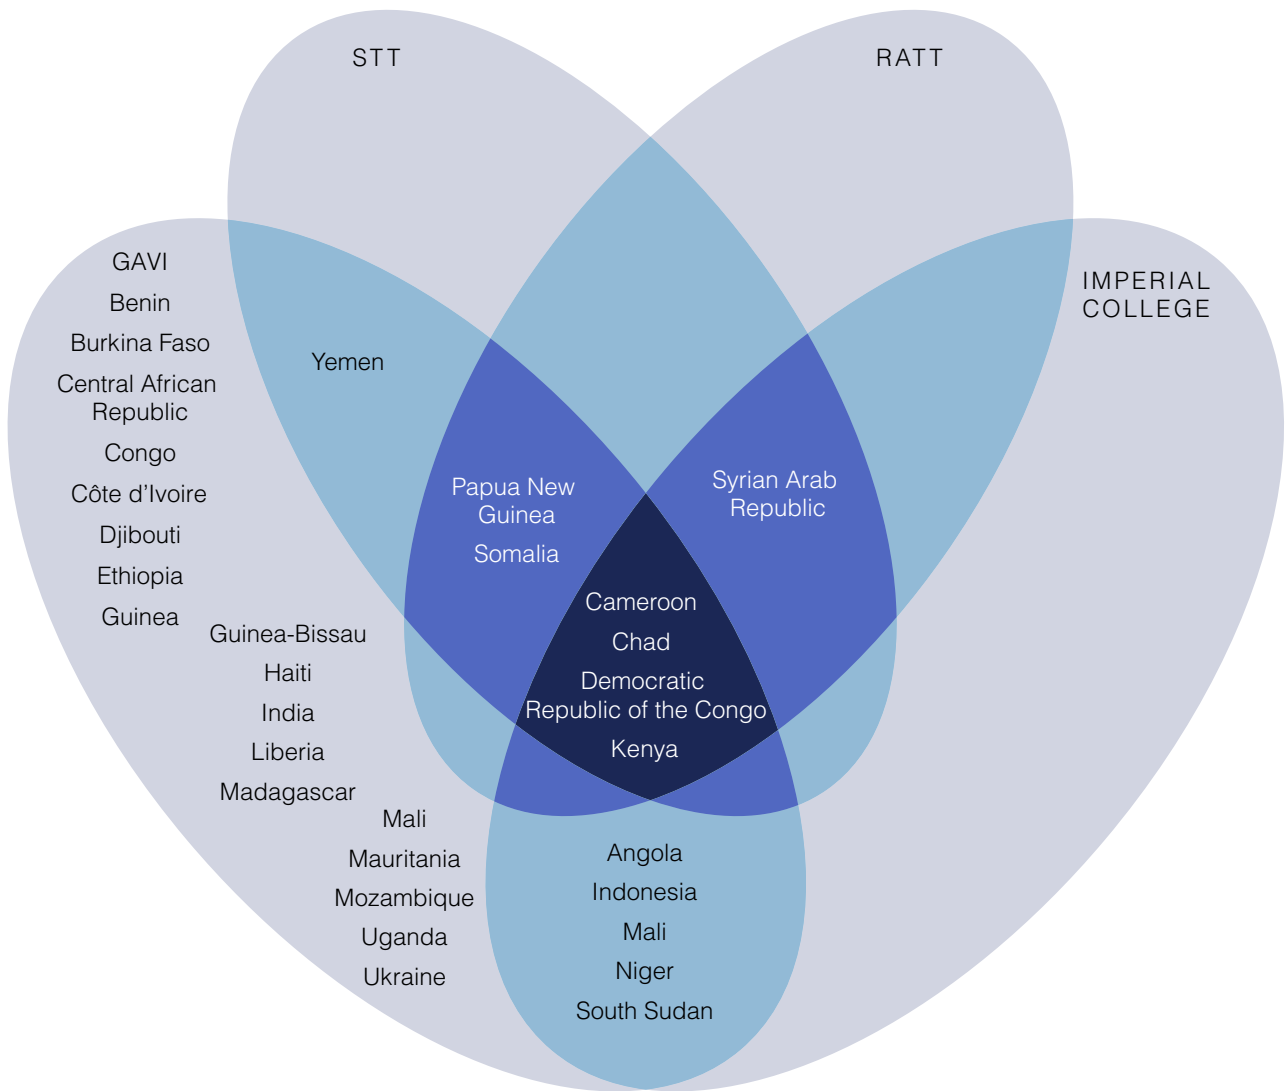 STT
RATT
IMPERIAL
COLLEGE
GAVI
Benin
Burkina Faso
Central African
Republic
Congo
Côte d’Ivoire
Djibouti
Ethiopia
Guinea
Guinea-Bissau
Haiti
India
Liberia
Madagascar
Mali
Mauritania
Mozambique
Uganda
Ukraine
Yemen
Papua New
Guinea
Somalia
Syrian Arab
Republic
Cameroon
Chad
Democratic
Republic of the Congo
Kenya
Angola
Indonesia
Mali
Niger
South Sudan